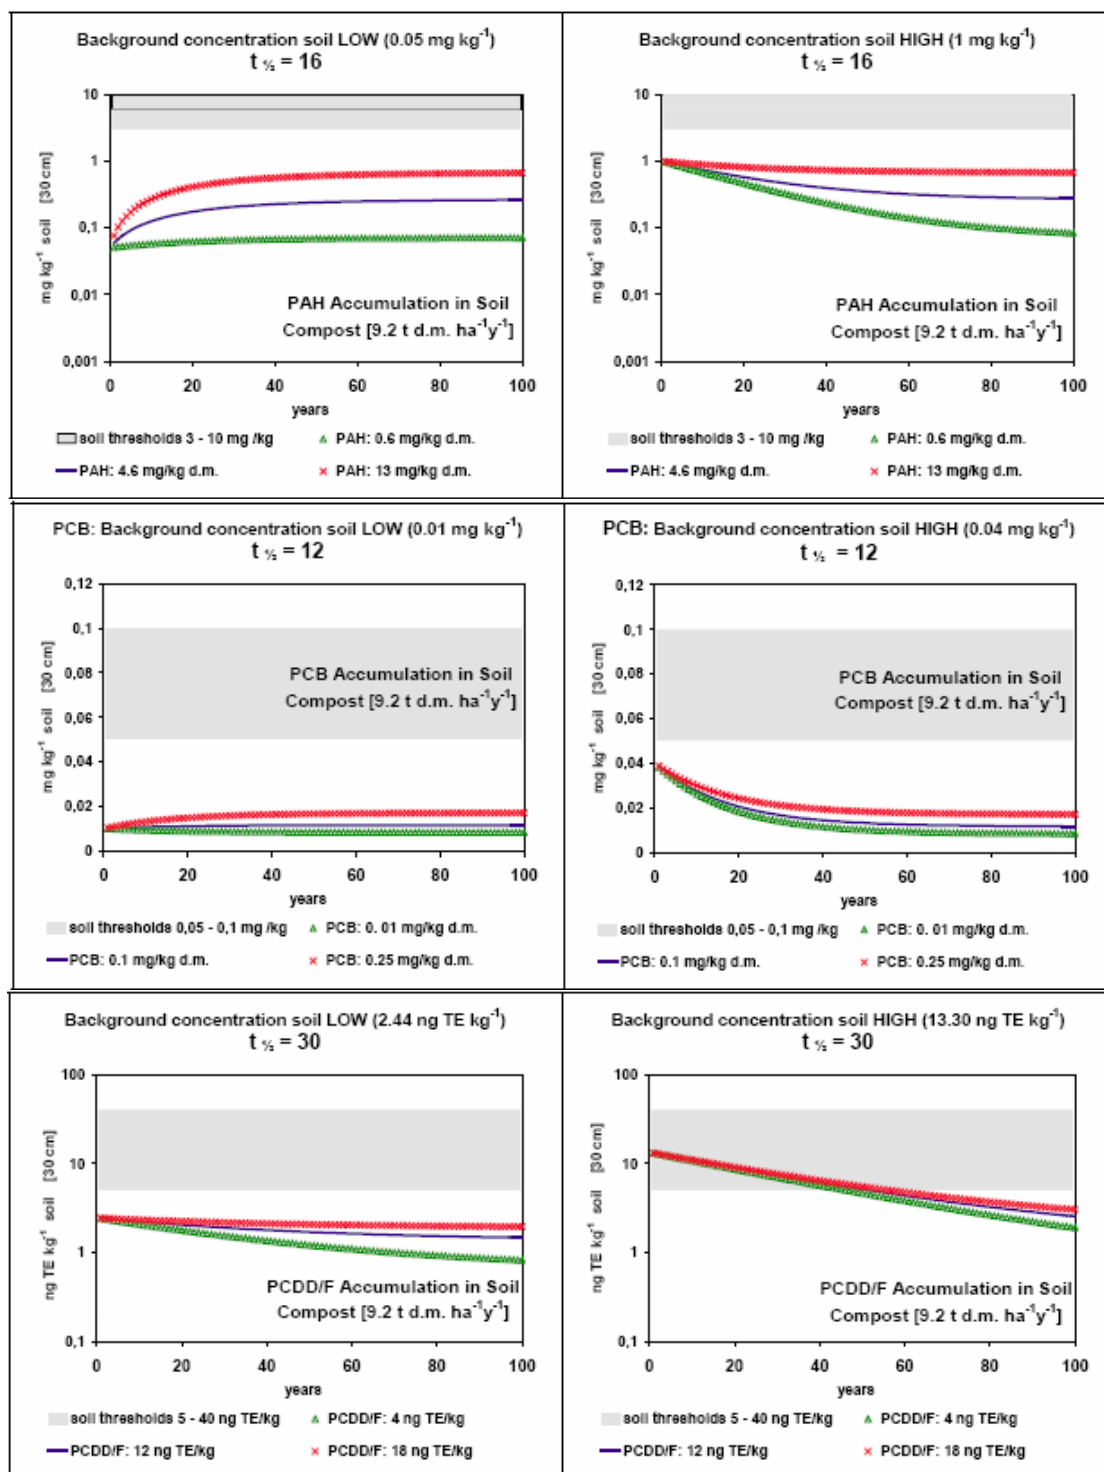 Background concentration soil LOW (0.05 mg kg⁻¹)
t ½ = 16
10
1
0,1
0,01
0,001
mg kg⁻¹ soil [30 cm]
PAH Accumulation in Soil
Compost [9.2 t d.m. ha⁻¹y⁻¹]
0 20 40 60 80 100
years
soil thresholds 3 - 10 mg /kg
PAH: 0.6 mg/kg d.m.
PAH: 4.6 mg/kg d.m.
PAH: 13 mg/kg d.m.
Background concentration soil HIGH (1 mg kg⁻¹)
t ½ = 16
10
1
0,1
0,01
0,001
mg kg⁻¹ soil [30 cm]
PAH Accumulation in Soil
Compost [9.2 t d.m. ha⁻¹y⁻¹]
0 20 40 60 80 100
years
soil thresholds 3 - 10 mg /kg
PAH: 0.6 mg/kg d.m.
PAH: 4.6 mg/kg d.m.
PAH: 13 mg/kg d.m.
PCB: Background concentration soil LOW (0.01 mg kg⁻¹)
t ½ = 12
0,12
0,1
0,08
0,06
0,04
0,02
0
mg kg⁻¹ soil [30 cm]
PCB Accumulation in Soil
Compost [9.2 t d.m. ha⁻¹y⁻¹]
0 20 40 60 80 100
years
soil thresholds 0,05 - 0,1 mg /kg
PCB: 0. 01 mg/kg d.m.
PCB: 0.1 mg/kg d.m.
PCB: 0.25 mg/kg d.m.
PCB: Background concentration soil HIGH (0.04 mg kg⁻¹)
t ½ = 12
0,12
0,1
0,08
0,06
0,04
0,02
0
mg kg⁻¹ soil [30 cm]
PCB Accumulation in Soil
Compost [9.2 t d.m. ha⁻¹y⁻¹]
0 20 40 60 80 100
years
soil thresholds 0,05 - 0,1 mg /kg
PCB: 0. 01 mg/kg d.m.
PCB: 0.1 mg/kg d.m.
PCB: 0.25 mg/kg d.m.
Background concentration soil LOW (2.44 ng TE kg⁻¹)
t ½ = 30
100
10
1
0,1
ng TE kg⁻¹ soil [30 cm]
PCDD/F Accumulation in Soil
Compost [9.2 t d.m. ha⁻¹y⁻¹]
0 20 40 60 80 100
years
soil thresholds 5 - 40 ng TE/kg
PCDD/F: 4 ng TE/kg
PCDD/F: 12 ng TE/kg
PCDD/F: 18 ng TE/kg
Background concentration soil HIGH (13.30 ng TE kg⁻¹)
t ½ = 30
100
10
1
0,1
ng TE kg⁻¹ soil [30 cm]
PCDD/F Accumulation in Soil
Compost [9.2 t d.m. ha⁻¹y⁻¹]
0 20 40 60 80 100
years
soil thresholds 5 - 40 ng TE/kg
PCDD/F: 4 ng TE/kg
PCDD/F: 12 ng TE/kg
PCDD/F: 18 ng TE/kg